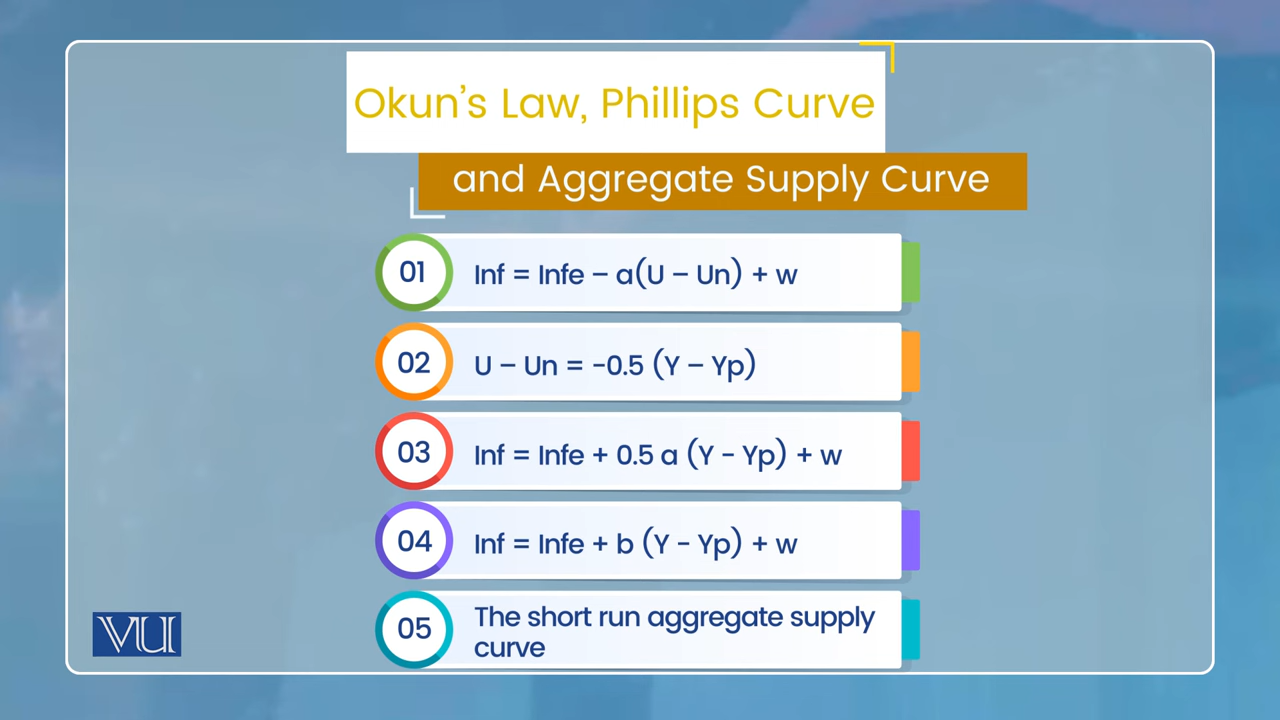 Okun's Law, Phillips Curve
and Aggregate Supply Curve
01 Inf = Infe – a(U – Un) + w
02 U – Un = -0.5 (Y – Yp)
03 Inf = Infe + 0.5 a (Y - Yp) + w
04 Inf = Infe + b (Y - Yp) + w
05 The short run aggregate supply
curve
VU